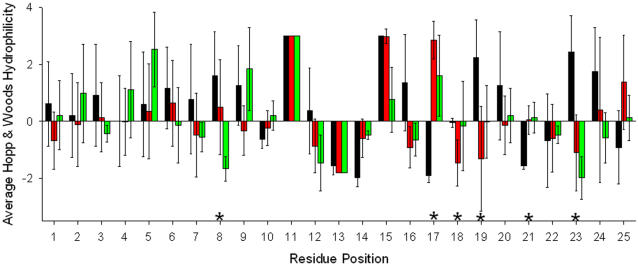 Average Hopp & Woods Hydrophilicity
4
2
0
-2
* * * * * *
1 2 3 4 5 6 7 8 9 10 11 12 13 14 15 16 17 18 19 20 21 22 23 24 25
Residue Position